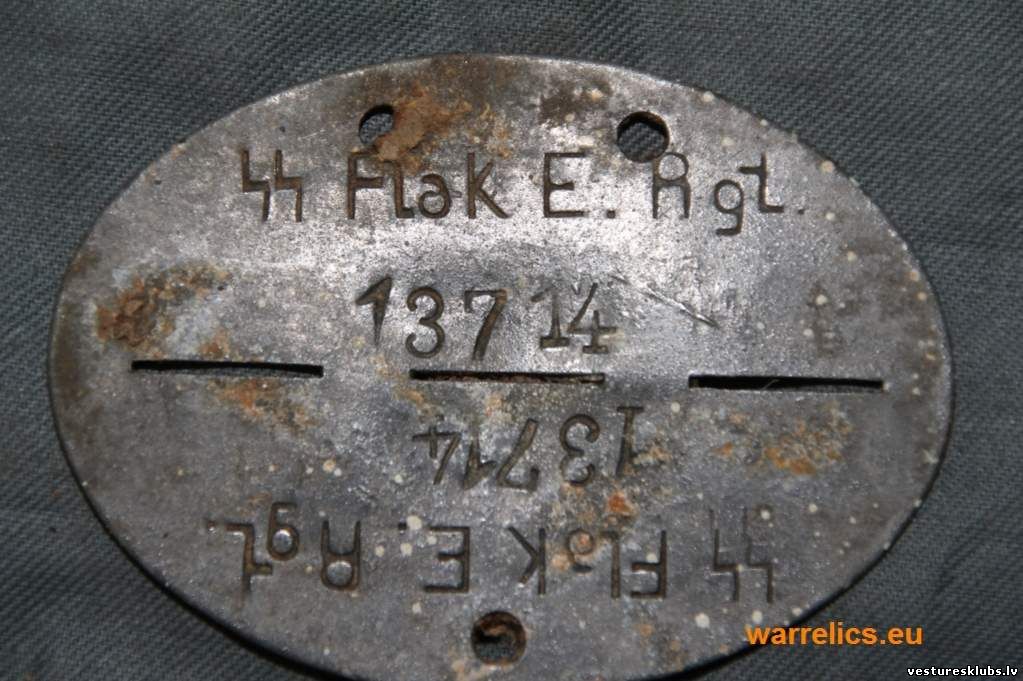 ᛋᛋ Flak E. Rgt.
13714
13714
ᛋᛋ Flak E. Rgt.
warrelics.eu
vesturesklubs.lv